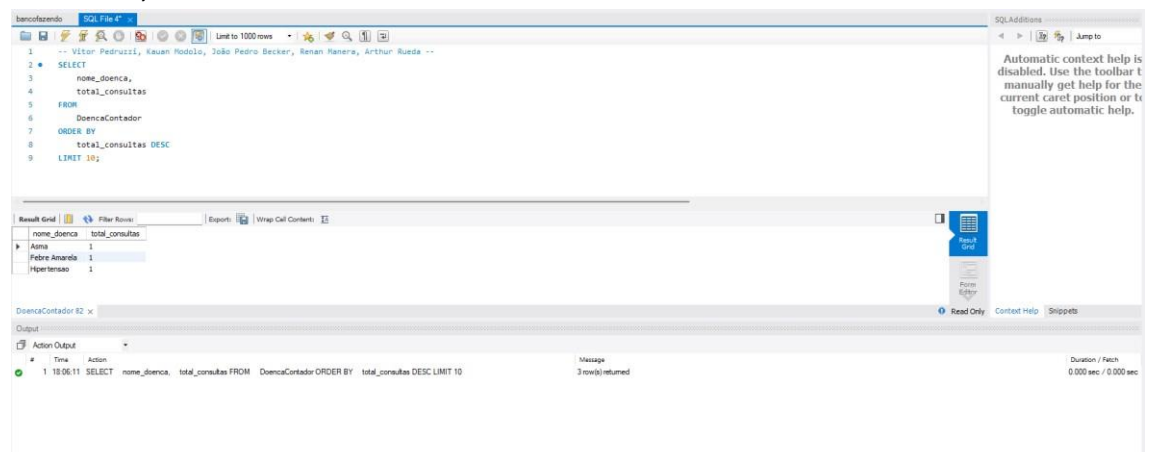 bancofazendo SQL File 4* ×
Limit to 1000 rows
1 -- Vitor Pedruzzi, Kauan Modolo, João Pedro Becker, Renan Manera, Arthur Rueda --
2 SELECT
3 nome_doenca,
4 total_consultas
5 FROM
6 DoencaContador
7 ORDER BY
8 total_consultas DESC
9 LIMIT 10;
SQLAdditions
Jump to
Automatic context help is
disabled. Use the toolbar t
manually get help for the
current caret position or to
toggle automatic help.
Result Grid Filter Rows: Export: Wrap Cell Content:
nome_doenca total_consultas
Asma 1
Febre Amarela 1
Hipertensao 1
Result
Grid
Form
Editor
DoencaContador 82 × Read Only Context Help Snippets
Output
Action Output
# Time Action Message Duration / Fetch
1 18:06:11 SELECT nome_doenca, total_consultas FROM DoencaContador ORDER BY total_consultas DESC LIMIT 10 3 row(s) returned 0.000 sec / 0.000 sec